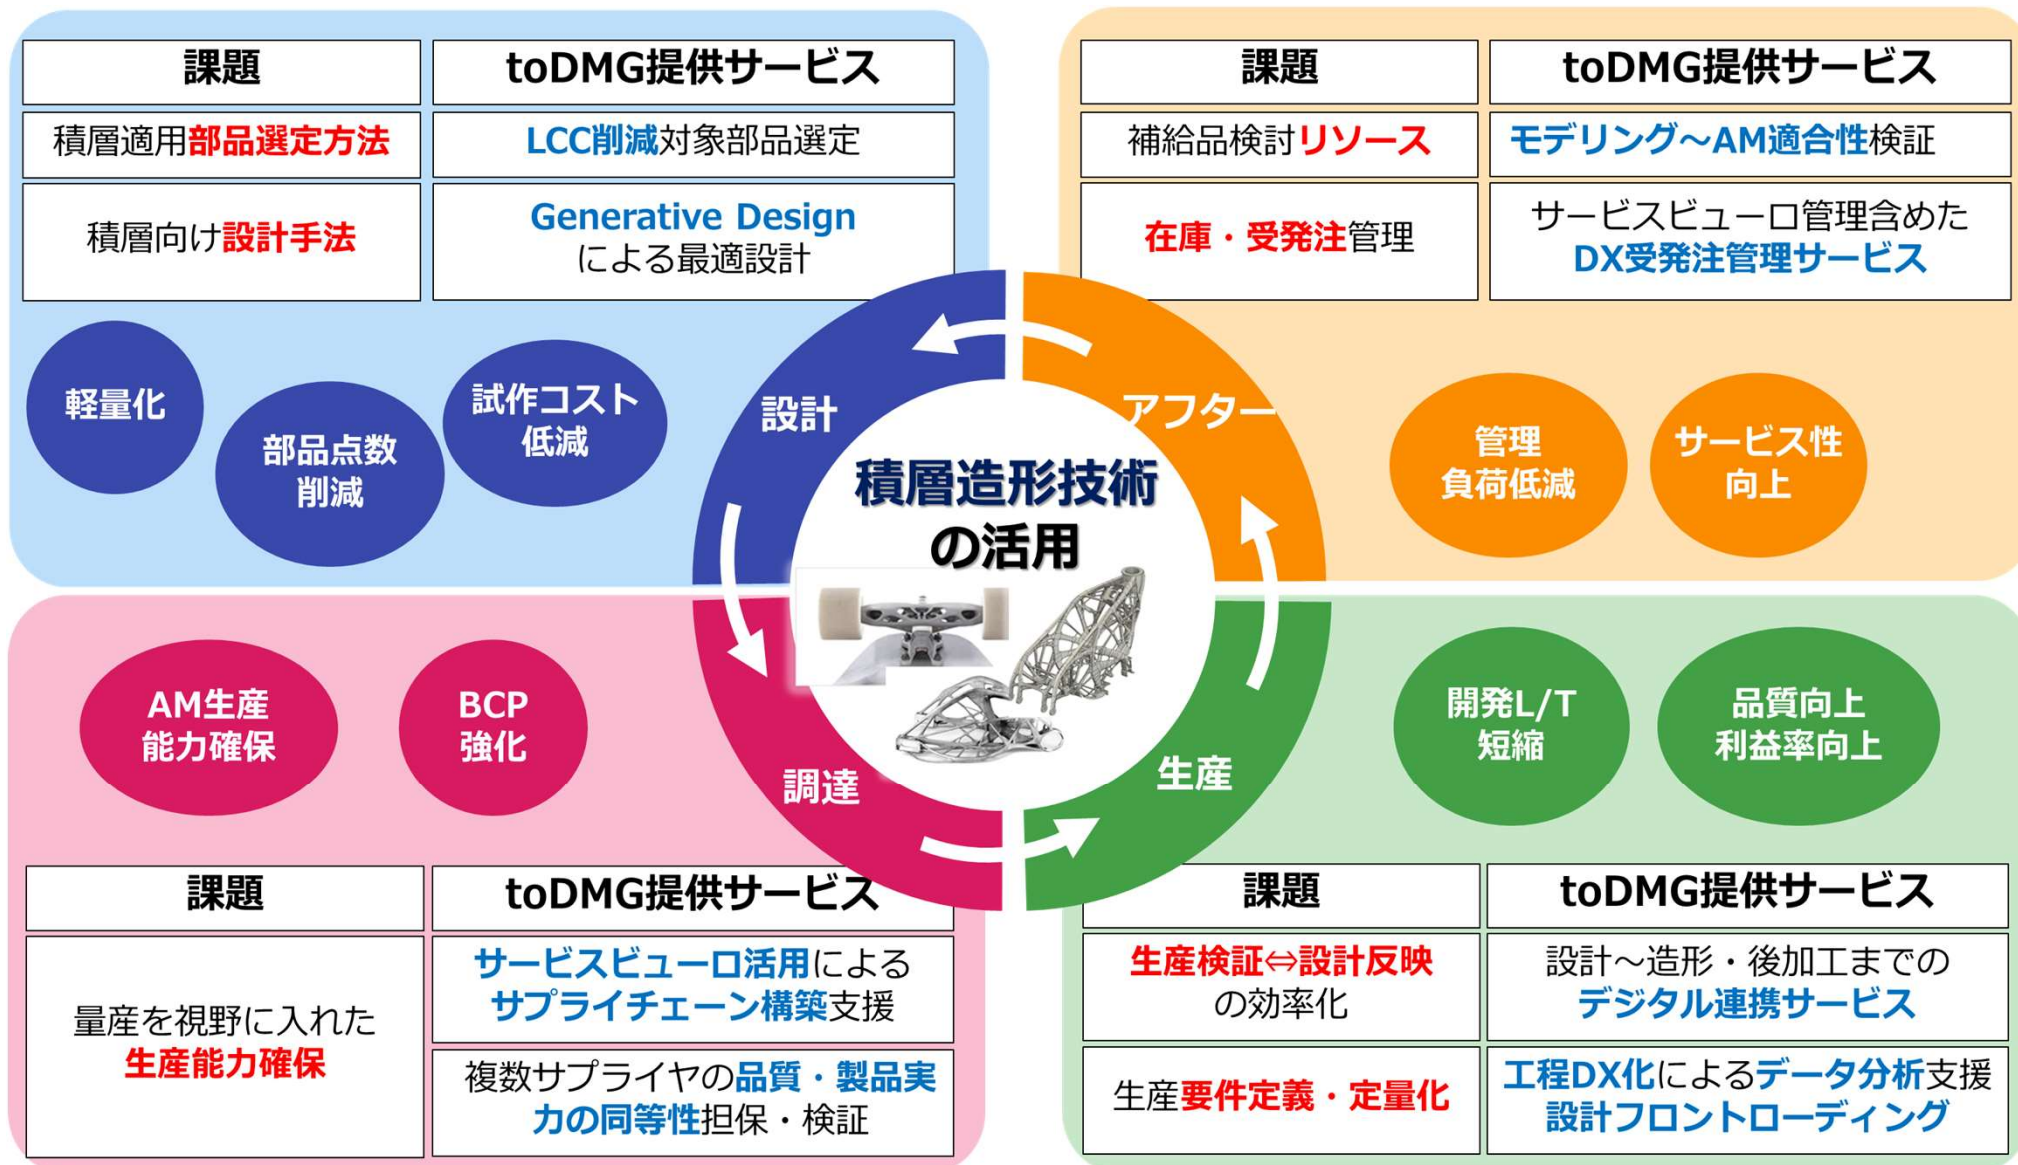 課題
toDMG提供サービス
積層適用部品選定方法
LCC削減対象部品選定
積層向け設計手法
Generative Design
による最適設計
軽量化
部品点数
削減
試作コスト
低減
課題
toDMG提供サービス
補給品検討リソース
モデリング～AM適合性検証
在庫・受発注管理
サービスビューロ管理含めた
DX受発注管理サービス
管理
負荷低減
サービス性
向上
設計
アフター
積層造形技術
の活用
調達
生産
AM生産
能力確保
BCP
強化
課題
toDMG提供サービス
量産を視野に入れた
生産能力確保
サービスビューロ活用による
サプライチェーン構築支援
複数サプライヤの品質・製品実
力の同等性担保・検証
開発L/T
短縮
品質向上
利益率向上
課題
toDMG提供サービス
生産検証⇔設計反映
の効率化
設計～造形・後加工までの
デジタル連携サービス
生産要件定義・定量化
工程DX化によるデータ分析支援
設計フロントローディング